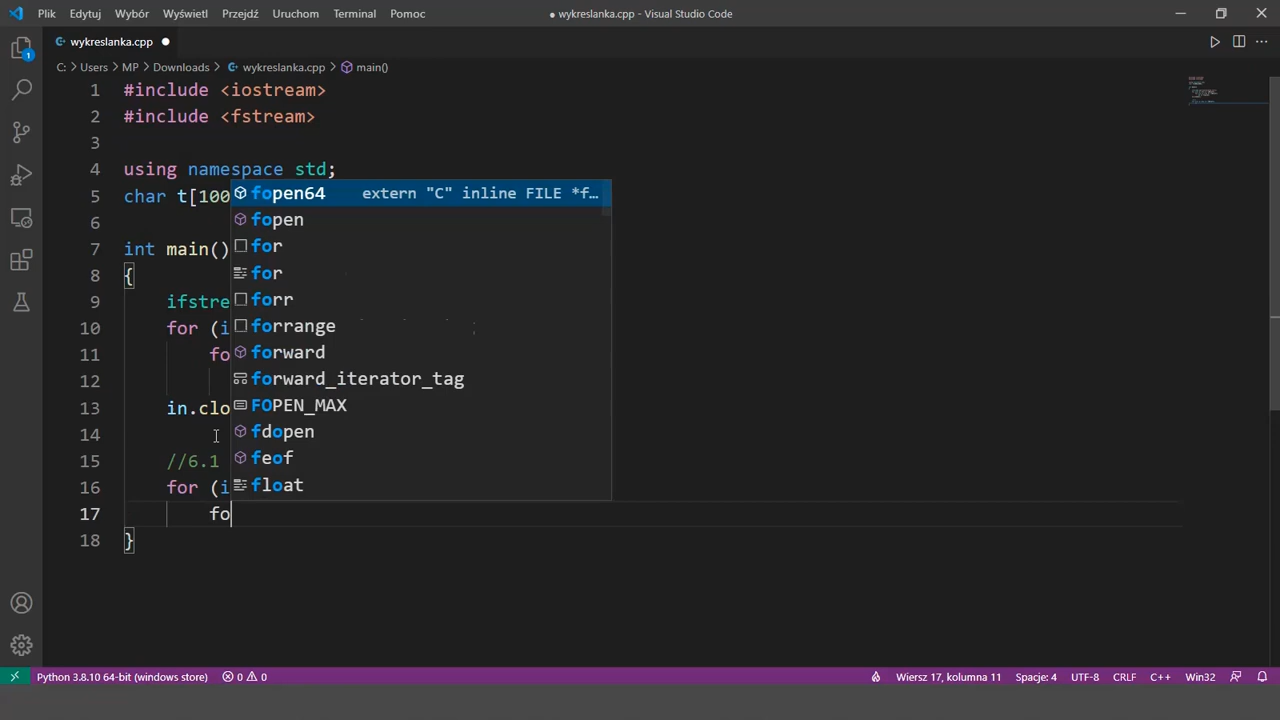 Plik Edytuj Wybór Wyświetl Przejdź Uruchom Terminal Pomoc ● wykreslanka.cpp - Visual Studio Code
wykreslanka.cpp ●
C: > Users > MP > Downloads > wykreslanka.cpp > main()
1 #include <iostream>
2 #include <fstream>
3
4 using namespace std;
5 char t[100
6
7 int main()
8 {
9 ifstre
10 for (i
11 fo
12
13 in.clo
14
15 //6.1
16 for (i
17 fo
18 }
fopen64 extern "C" inline FILE *f...
fopen
for
for
forr
forrange
forward
forward_iterator_tag
FOPEN_MAX
fdopen
feof
float
1
Python 3.8.10 64-bit (windows store) 0 0 Wiersz 17, kolumna 11 Spacje: 4 UTF-8 CRLF C++ Win32